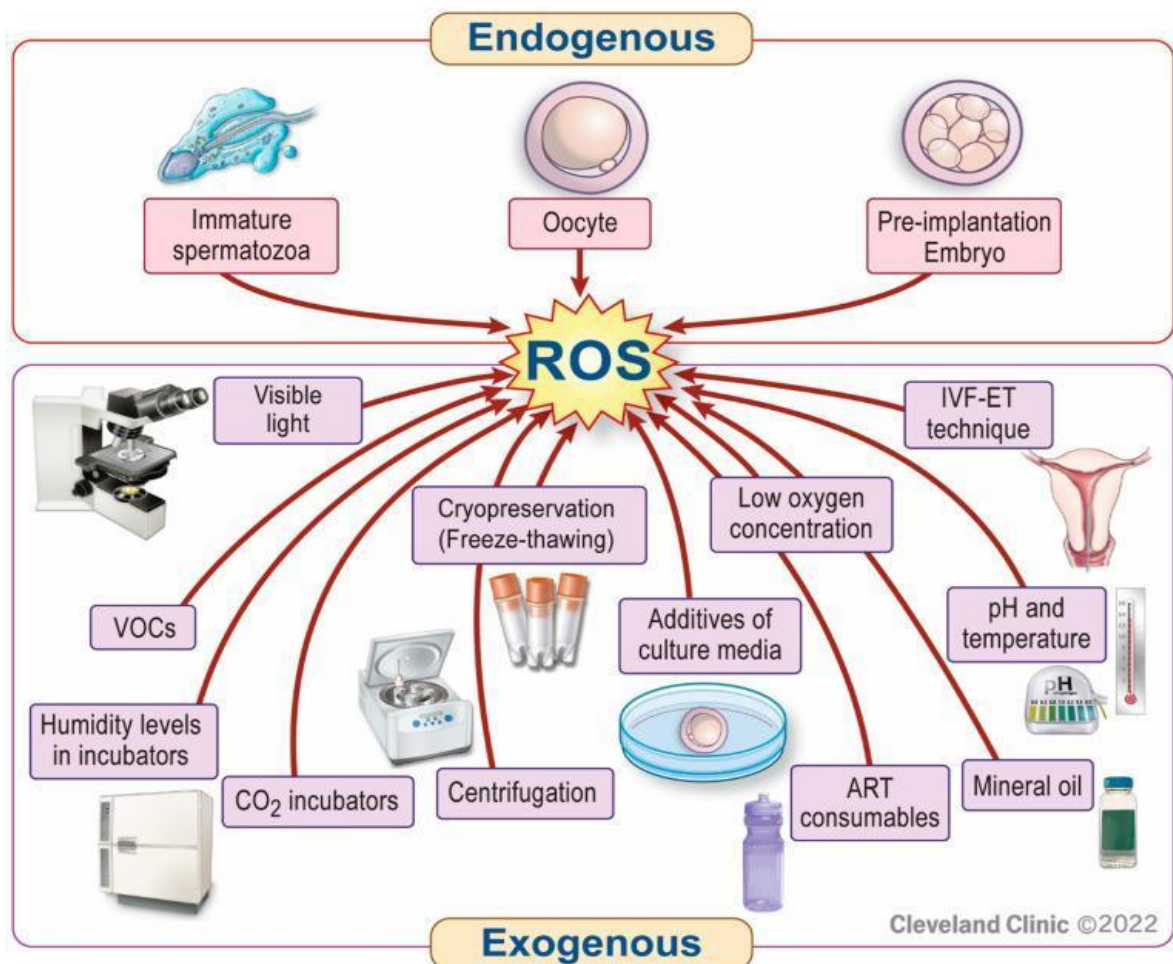 Endogenous
Immature
spermatozoa
Oocyte
Pre-implantation
Embryo
ROS
Visible
light
IVF-ET
technique
Cryopreservation
(Freeze-thawing)
Low oxygen
concentration
VOCs
Additives of
culture media
pH and
temperature
pH
Humidity levels
in incubators
CO2 incubators
Centrifugation
ART
consumables
Mineral oil
Cleveland Clinic ©2022
Exogenous